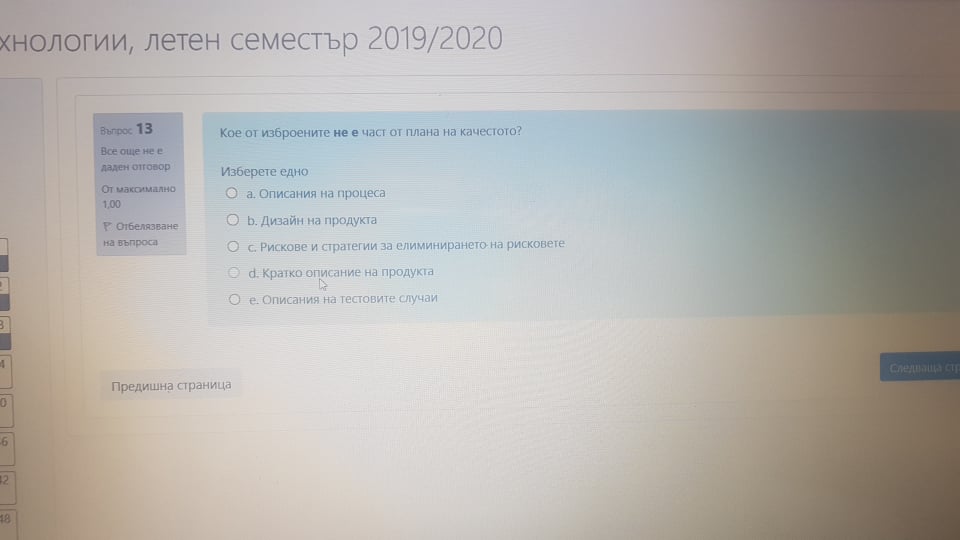 хнологии, летен семестър 2019/2020
Въпрос 13
Все още не е
даден отговор
От максимално
1,00
Отбелязване
на въпроса
Кое от изброените не е част от плана на качестото?
Изберете едно
a. Описания на процеса
b. Дизайн на продукта
c. Рискове и стратегии за елиминирането на рисковете
d. Кратко описание на продукта
e. Описания на тестовите случаи
Предишна страница
Следваща стр
4
0
6
12
48